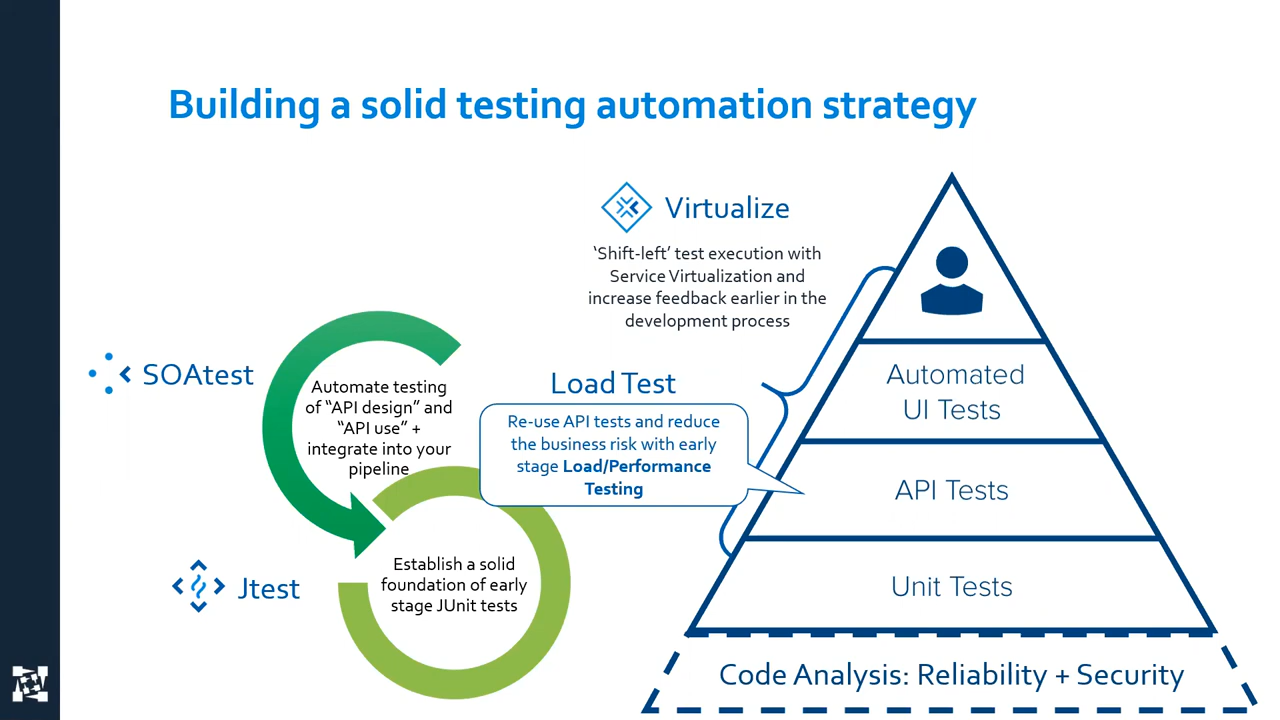 Building a solid testing automation strategy
Virtualize
‘Shift-left’ test execution with
Service Virtualization and
increase feedback earlier in the
development process
SOAtest
Automate testing
of “API design” and
“API use” +
integrate into your
pipeline
Load Test
Re-use API tests and reduce
the business risk with early
stage Load/Performance
Testing
Jtest
Establish a solid
foundation of early
stage JUnit tests
Automated
UI Tests
API Tests
Unit Tests
Code Analysis: Reliability + Security